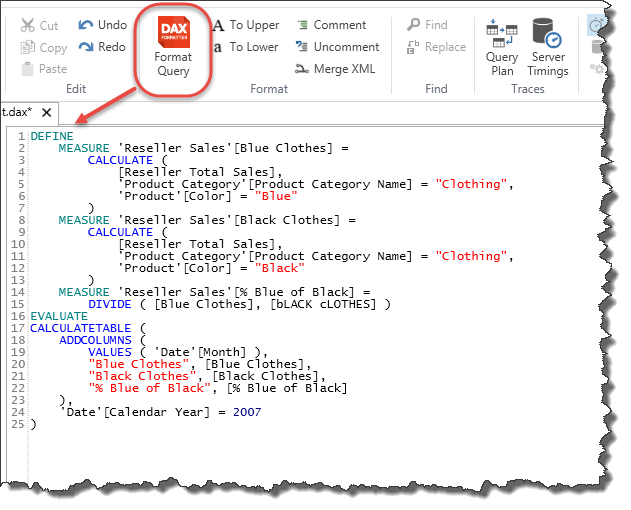 Cut Undo DAX FORMATTER A To Upper Comment Find
Copy Redo Format Query a To Lower Uncomment Replace Query Plan Server Timings
Paste Merge XML
Edit Format Find Traces
t.dax* X
1 DEFINE
2 MEASURE 'Reseller Sales'[Blue Clothes] =
3 CALCULATE (
4 [Reseller Total Sales],
5 'Product Category'[Product Category Name] = "Clothing",
6 'Product'[Color] = "Blue"
7 )
8 MEASURE 'Reseller Sales'[Black Clothes] =
9 CALCULATE (
10 [Reseller Total Sales],
11 'Product Category'[Product Category Name] = "Clothing",
12 'Product'[Color] = "Black"
13 )
14 MEASURE 'Reseller Sales'[% Blue of Black] =
15 DIVIDE ( [Blue Clothes], [bLACK cLOTHES] )
16 EVALUATE
17 CALCULATETABLE (
18 ADDCOLUMNS (
19 VALUES ( 'Date'[Month] ),
20 "Blue Clothes", [Blue Clothes],
21 "Black Clothes", [Black Clothes],
22 "% Blue of Black", [% Blue of Black]
23 ),
24 'Date'[Calendar Year] = 2007
25 )